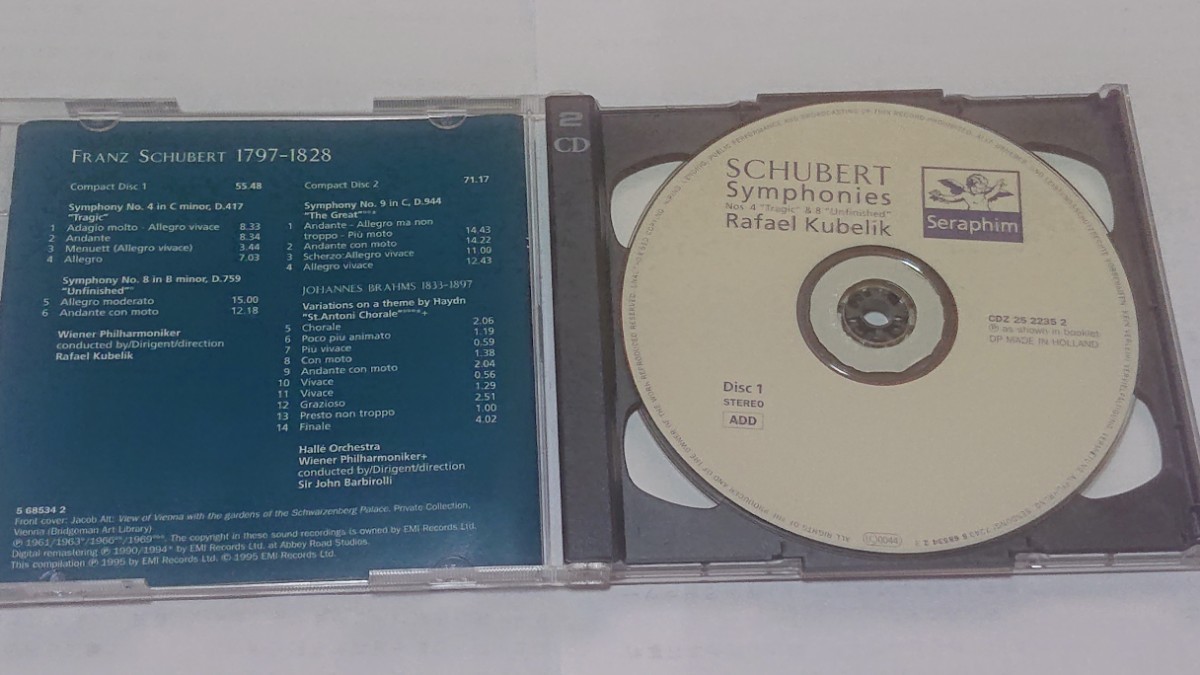 FRANZ SCHUBERT 1797-1828
Compact Disc 1 55.48
Symphony No. 4 in C minor, D.417
"Tragic"
1 Adagio molto - Allegro vivace 8.33
2 Andante 8.34
3 Menuett (Allegro vivace) 3.44
4 Allegro 7.03
Symphony No. 8 in B minor, D.759
"Unfinished"
5 Allegro moderato 15.00
6 Andante con moto 12.18
Wiener Philharmoniker
conducted by/Dirigent/direction
Rafael Kubelik
Compact Disc 2 71.17
Symphony No. 9 in C, D.944
"The Great"
1 Andante - Allegro ma non
troppo - Più moto 14.43
2 Andante con moto 14.22
3 Scherzo:Allegro vivace 11.00
4 Allegro vivace 12.43
JOHANNES BRAHMS 1833-1897
Variations on a theme by Haydn
"St.Antoni Chorale"
5 Chorale 2.06
6 Poco piu animato 1.19
7 Più vivace 0.59
8 Con moto 1.38
9 Andante con moto 2.04
10 Vivace 0.56
11 Vivace 1.29
12 Grazioso 2.51
13 Presto non troppo 1.00
14 Finale 4.02
Hallé Orchestra
Wiener Philharmoniker+
conducted by/Dirigent/direction
Sir John Barbirolli
5 68534 2
Front cover: Jacob Alt: View of Vienna with the gardens of the Schwarzenberg Palace. Private Collection,
Vienna (Bridgeman Art Library)
The copyright in these sound recordings is owned by EMI Records Ltd.
Digital remastering ℗ 1990/1994* by EMI Records Ltd. at Abbey Road Studios.
This compilation ℗ 1995 by EMI Records Ltd. © 1995 EMI Records Ltd.
2
CD
SCHUBERT
Symphonies
Nos. 4 "Tragic" & 8 "Unfinished"
Rafael Kubelik
Seraphim
CDZ 25 2235 2
℗ as shown in booklet
DP MADE IN HOLLAND
Disc 1
STEREO
ADD